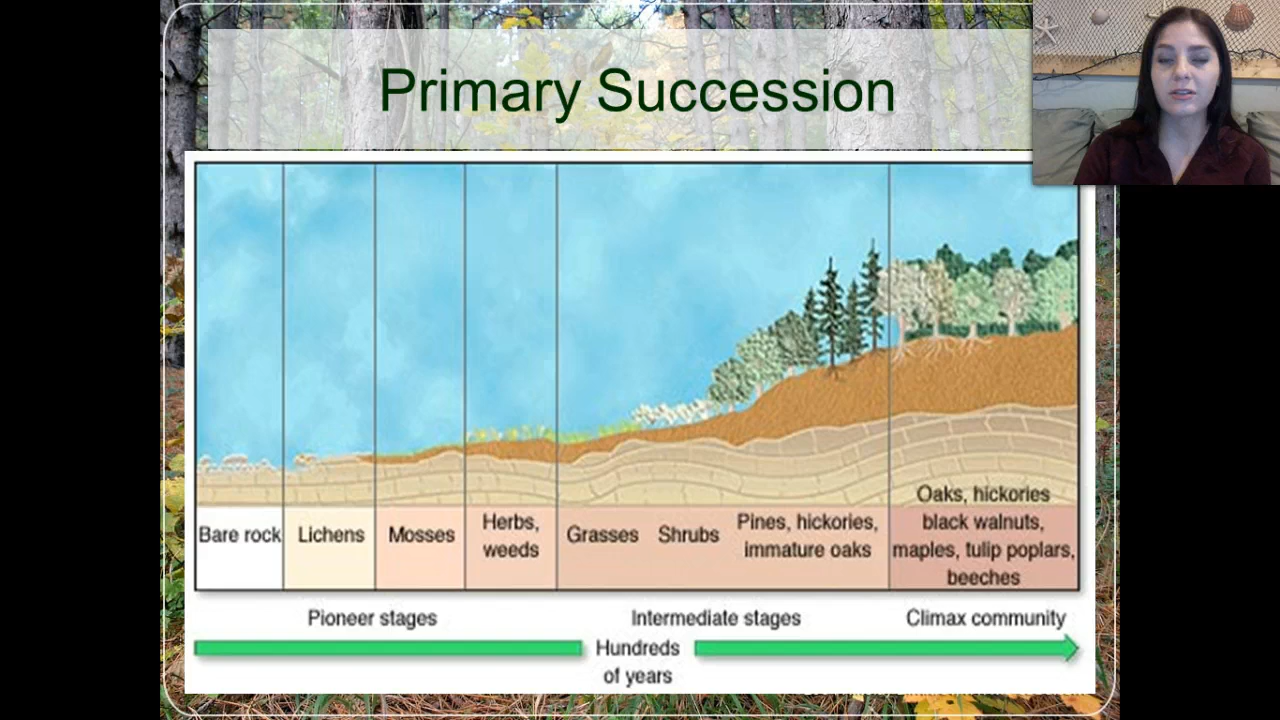 Primary Succession
Bare rock
Lichens
Mosses
Herbs,
weeds
Grasses
Shrubs
Pines, hickories,
immature oaks
Oaks, hickories
black walnuts,
maples, tulip poplars,
beeches
Pioneer stages
Intermediate stages
Climax community
Hundreds
of years